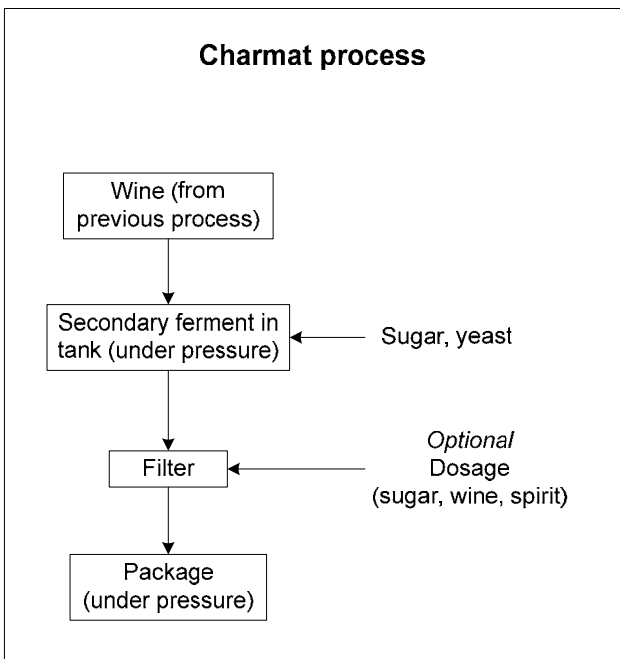 Charmat process
Wine (from
previous process)
Secondary ferment in
tank (under pressure)
Sugar, yeast
Optional
Dosage
(sugar, wine, spirit)
Filter
Package
(under pressure)